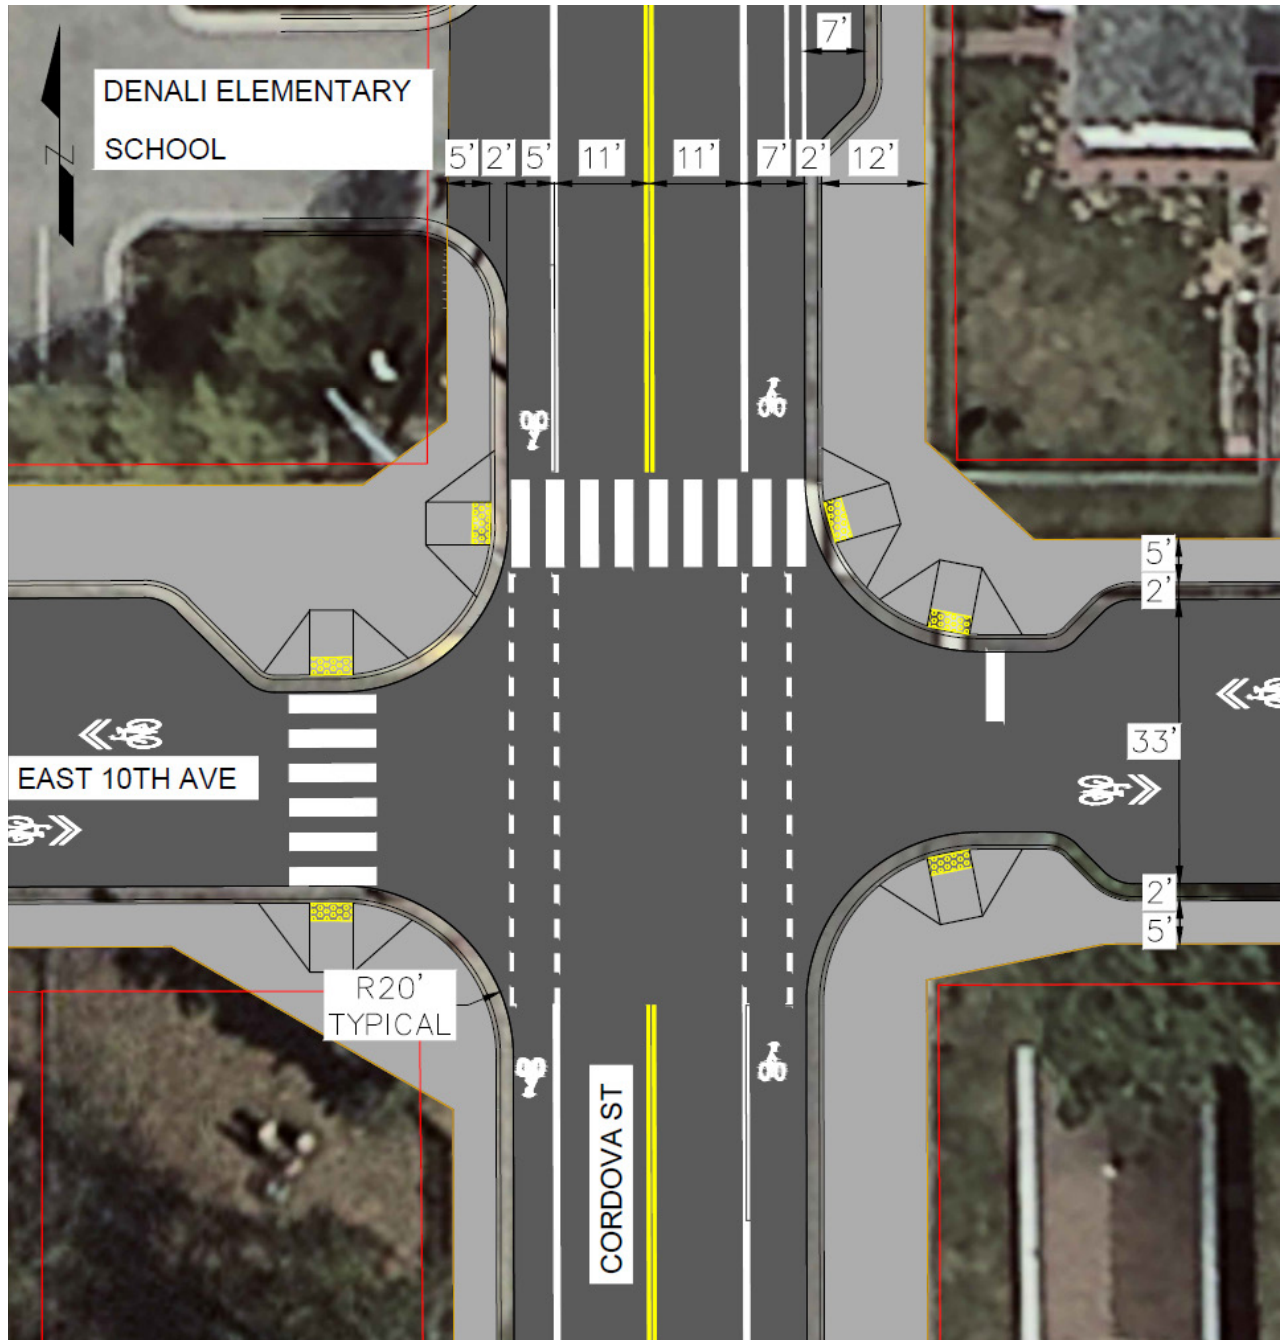 7'
DENALI ELEMENTARY
SCHOOL
5' 2' 5' 11' 11' 7' 2' 12'
N
5'
2'
33'
EAST 10TH AVE
2'
5'
R20'
TYPICAL
CORDOVA ST